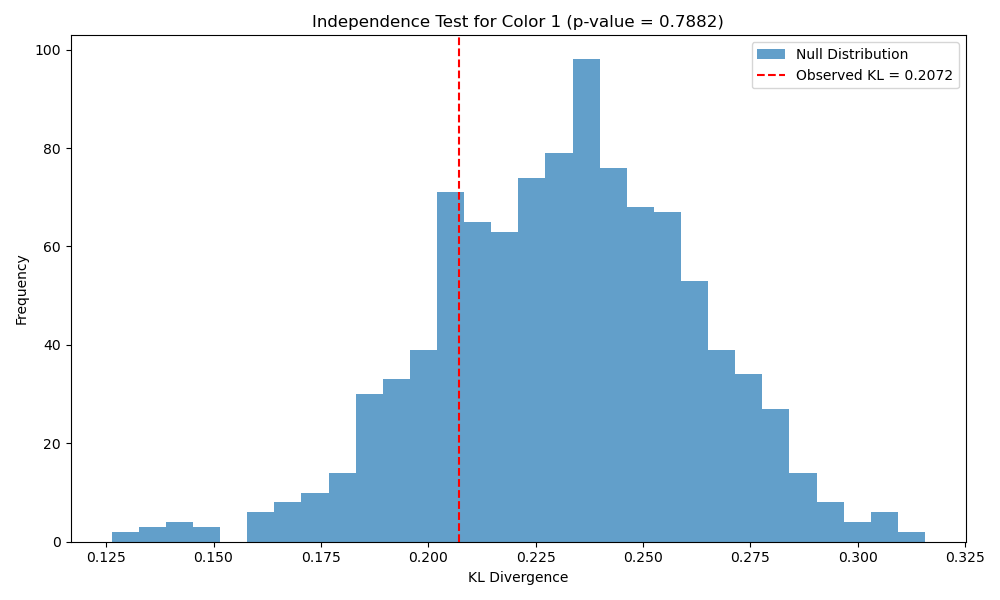 Independence Test for Color 1 (p-value = 0.7882)
Null Distribution
Observed KL = 0.2072
100
80
60
40
20
0
Frequency
0.125 0.150 0.175 0.200 0.225 0.250 0.275 0.300 0.325
KL Divergence